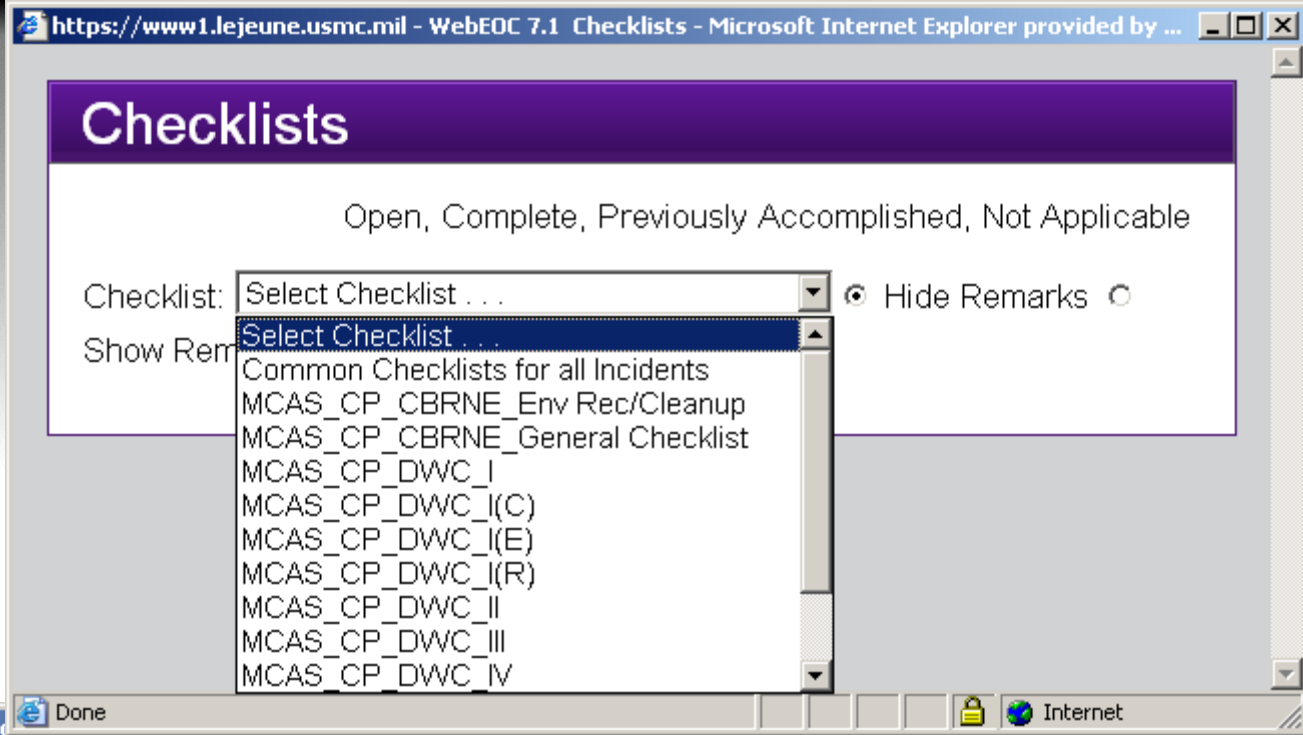 https://www1.lejeune.usmc.mil - WebEOC 7.1 Checklists - Microsoft Internet Explorer provided by ...
Checklists
Open, Complete, Previously Accomplished, Not Applicable
Checklist: Select Checklist . . . Hide Remarks
Show Rem
Select Checklist . . .
Common Checklists for all Incidents
MCAS_CP_CBRNE_Env Rec/Cleanup
MCAS_CP_CBRNE_General Checklist
MCAS_CP_DWC_I
MCAS_CP_DWC_I(C)
MCAS_CP_DWC_I(E)
MCAS_CP_DWC_I(R)
MCAS_CP_DWC_II
MCAS_CP_DWC_III
MCAS_CP_DWC_IV
Done Internet